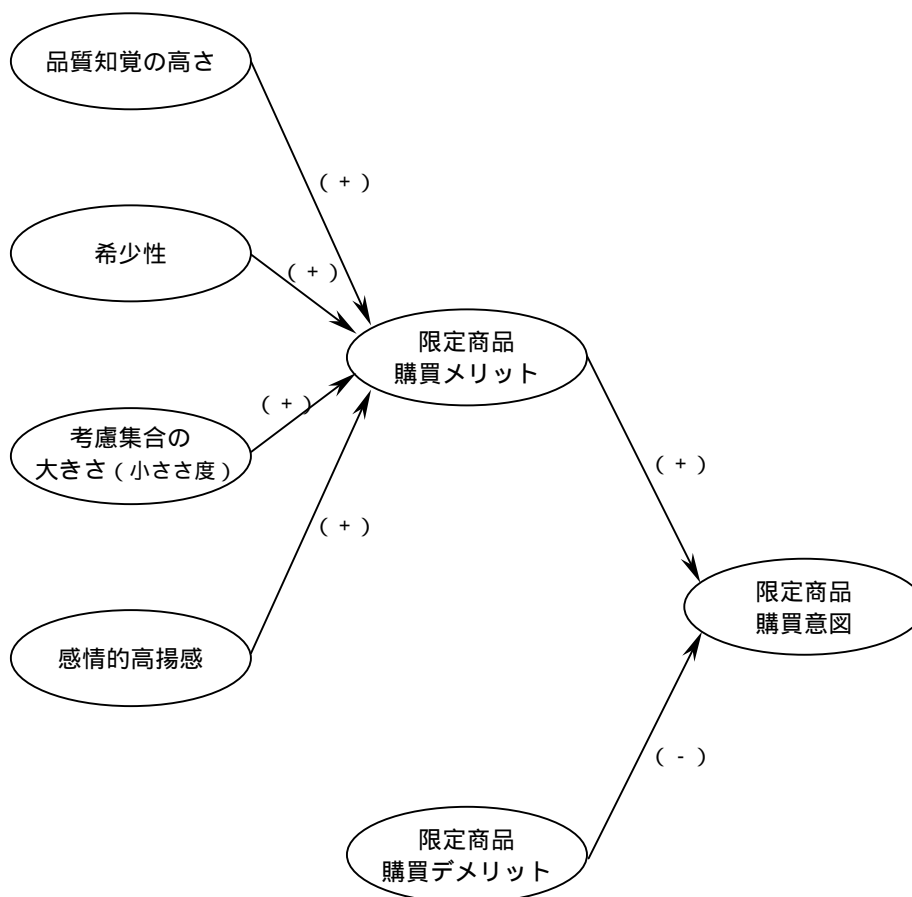 品質知覚の高さ
( + )
希少性
( + )
限定商品
購買メリット
( + )
考慮集合の
大きさ ( 小ささ度 )
( + )
( + )
限定商品
購買意図
感情的高揚感
( - )
限定商品
購買デメリット